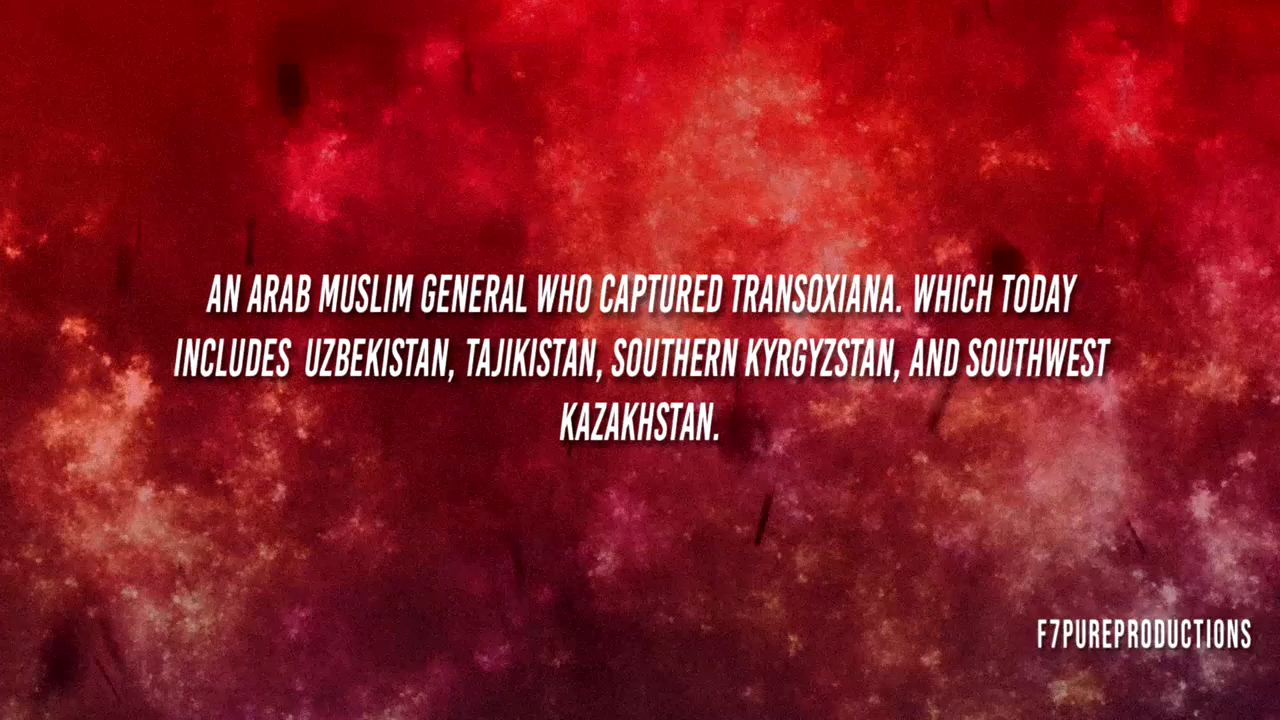 AN ARAB MUSLIM GENERAL WHO CAPTURED TRANSOXIANA. WHICH TODAY
INCLUDES  UZBEKISTAN, TAJIKISTAN, SOUTHERN KYRGYZSTAN, AND SOUTHWEST
KAZAKHSTAN.
F7PUREPRODUCTIONS